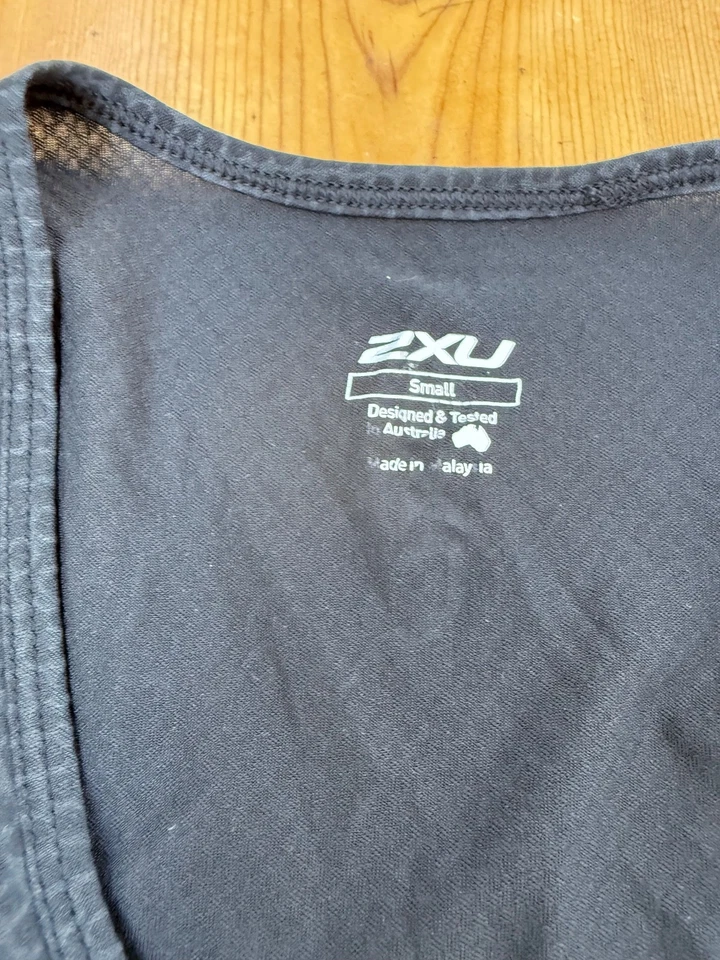 2XU
Small
Designed & Tested
In Australia
Made in Malaysia